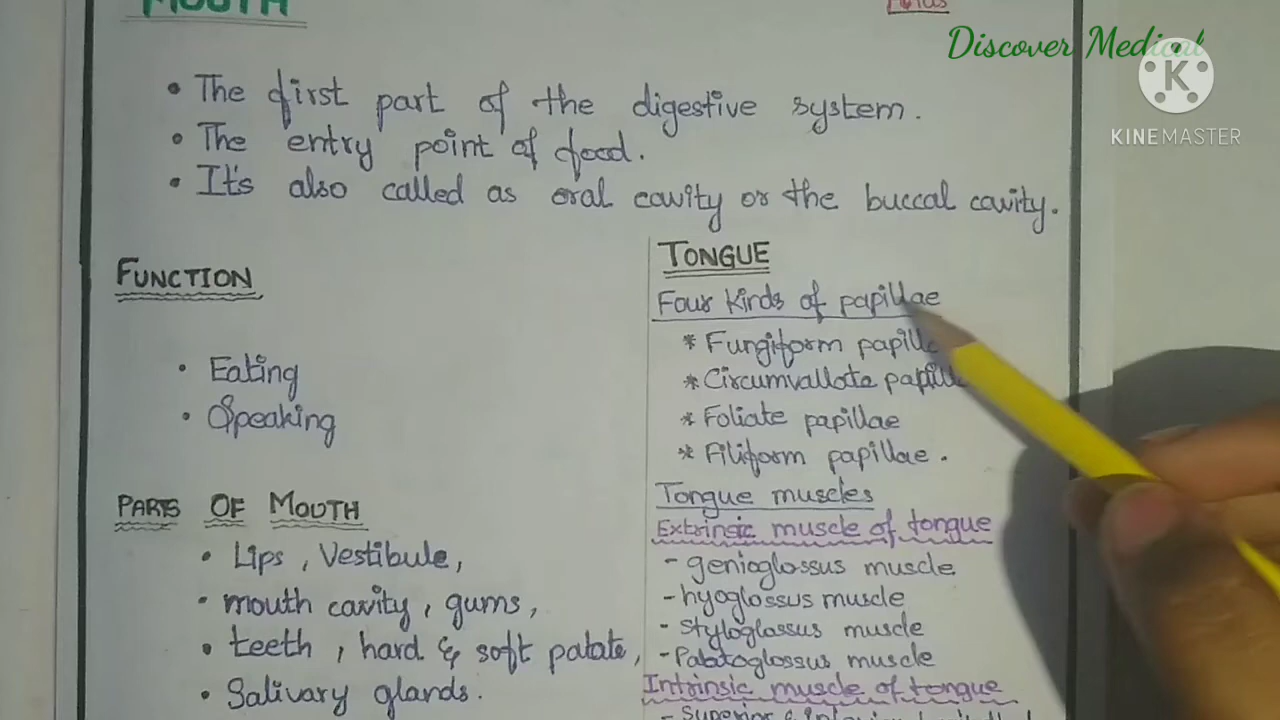 MOUTH
Discover Medical
K
KINEMASTER
• The first part of the digestive system.
• The entry point of food.
• It's also called as oral cavity or the buccal cavity.
FUNCTION
• Eating
• Speaking
PARTS OF MOUTH
• Lips, Vestibule,
• mouth cavity, gums,
• teeth, hard & soft palate,
• Salivary glands.
TONGUE
Four kinds of papillae
* Fungiform papillae
* Circumvallate papillae
* Foliate papillae
* Filiform papillae.
Tongue muscles
Extrinsic muscle of tongue
- genioglossus muscle
- hyoglossus muscle
- Styloglossus muscle
- Palatoglossus muscle
Intrinsic muscle of tongue
- Superior &